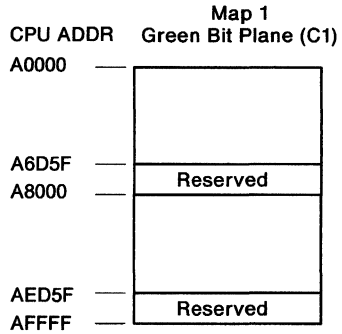 Map 1
CPU ADDR Green Bit Plane (C1)
A0000
A6D5F
Reserved
A8000
AED5F
Reserved
AFFFF